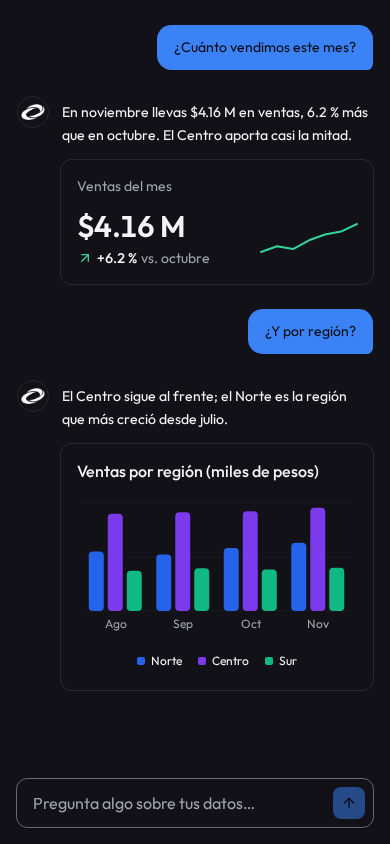 ¿Cuánto vendimos este mes?
En noviembre llevas $4.16 M en ventas, 6.2 % más
que en octubre. El Centro aporta casi la mitad.
Ventas del mes
$4.16 M
+6.2 % vs. octubre
¿Y por región?
El Centro sigue al frente; el Norte es la región
que más creció desde julio.
Ventas por región (miles de pesos)
Ago Sep Oct Nov
Norte Centro Sur
Pregunta algo sobre tus datos...